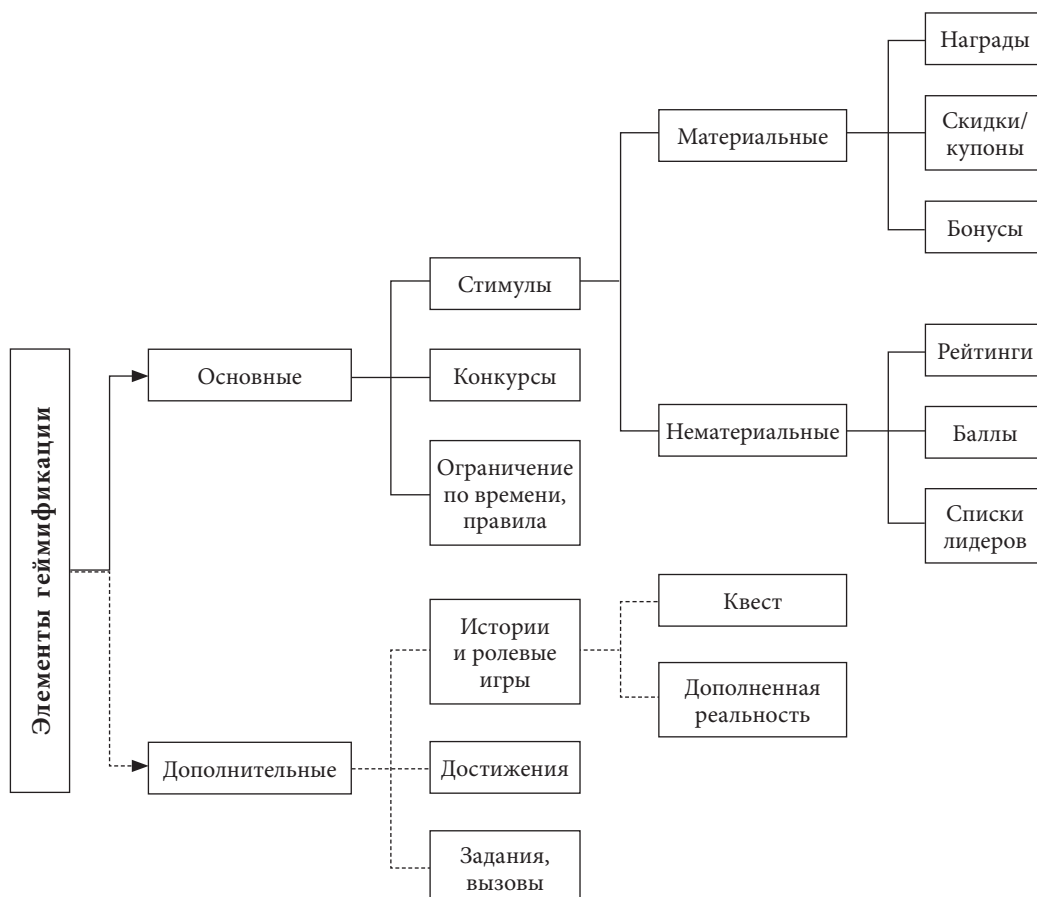 Элементы геймификации
Основные
Стимулы
Материальные
Награды
Скидки/
купоны
Бонусы
Нематериальные
Рейтинги
Баллы
Списки
лидеров
Конкурсы
Ограничение
по времени,
правила
Дополнительные
Истории
и ролевые
игры
Квест
Дополненная
реальность
Достижения
Задания,
вызовы